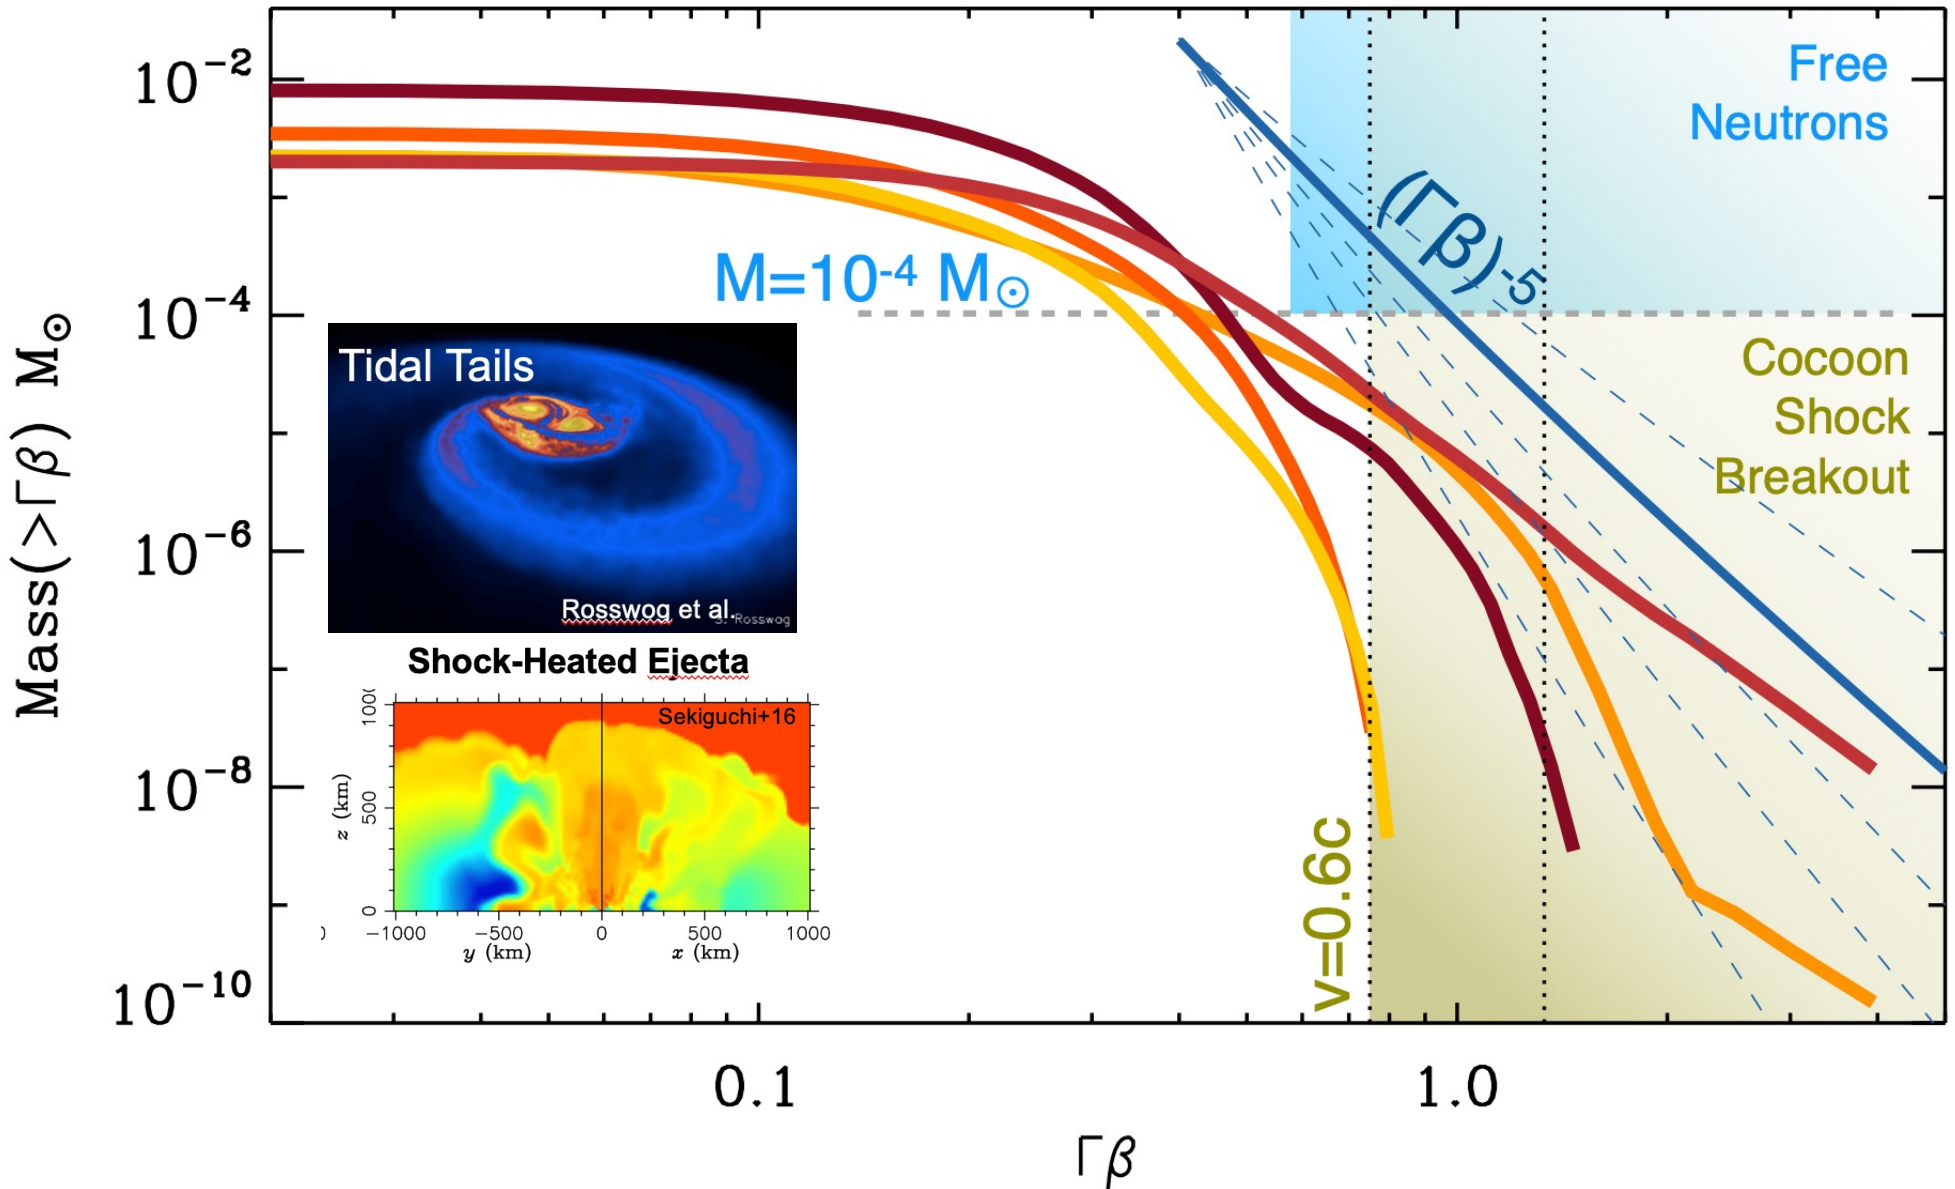 10⁻²
10⁻⁴
10⁻⁶
10⁻⁸
10⁻¹⁰
Mass(>Γβ) M☉
Free
Neutrons
(Γβ)⁻⁵
M=10⁻⁴ M☉
Cocoon
Shock
Breakout
v=0.6c
Tidal Tails
Rosswog et al.
S. Rosswog
Shock-Heated Ejecta
Sekiguchi+16
500
0
z (km)
−1000 −500 0 500 1000
y (km) x (km)
0.1 1.0
Γβ